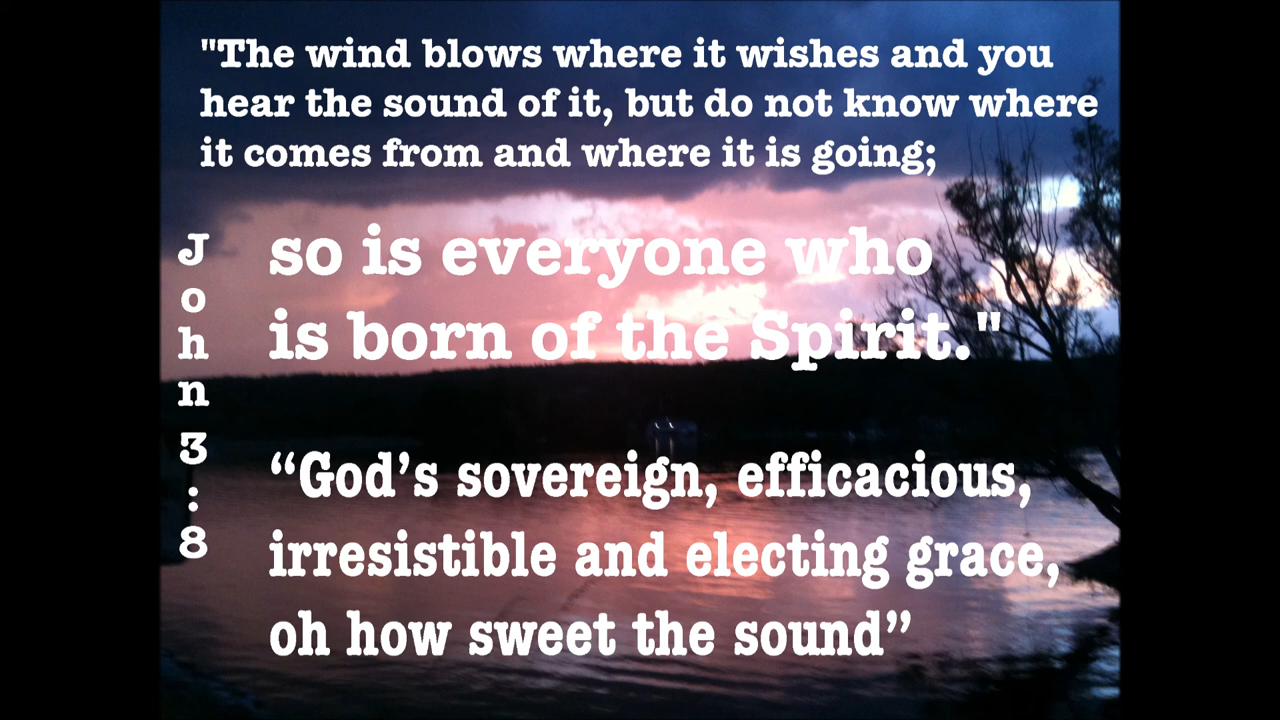 "The wind blows where it wishes and you
hear the sound of it, but do not know where
it comes from and where it is going;
so is everyone who
is born of the Spirit."
John 3:8
“God’s sovereign, efficacious,
irresistible and electing grace,
oh how sweet the sound”